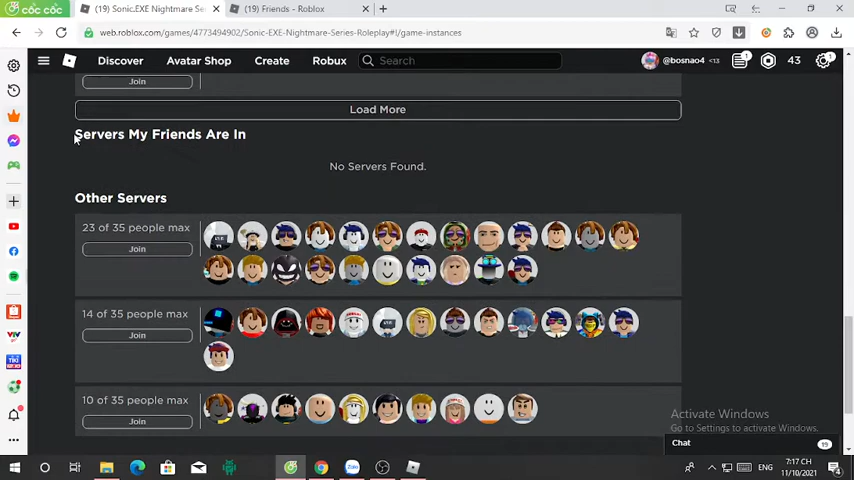 cốc cốc
(19) Sonic.EXE Nightmare Se
(19) Friends - Roblox
web.roblox.com/games/4773494902/Sonic-EXE-Nightmare-Series-Roleplay#!/game-instances
Discover
Avatar Shop
Create
Robux
Search
@bosnao4 <13
43
Join
Load More
Servers My Friends Are In
No Servers Found.
Other Servers
23 of 35 people max
Join
14 of 35 people max
Join
10 of 35 people max
Join
Activate Windows
Go to Settings to activate Windows.
Chat
19
ENG
7:17 CH
11/10/2021